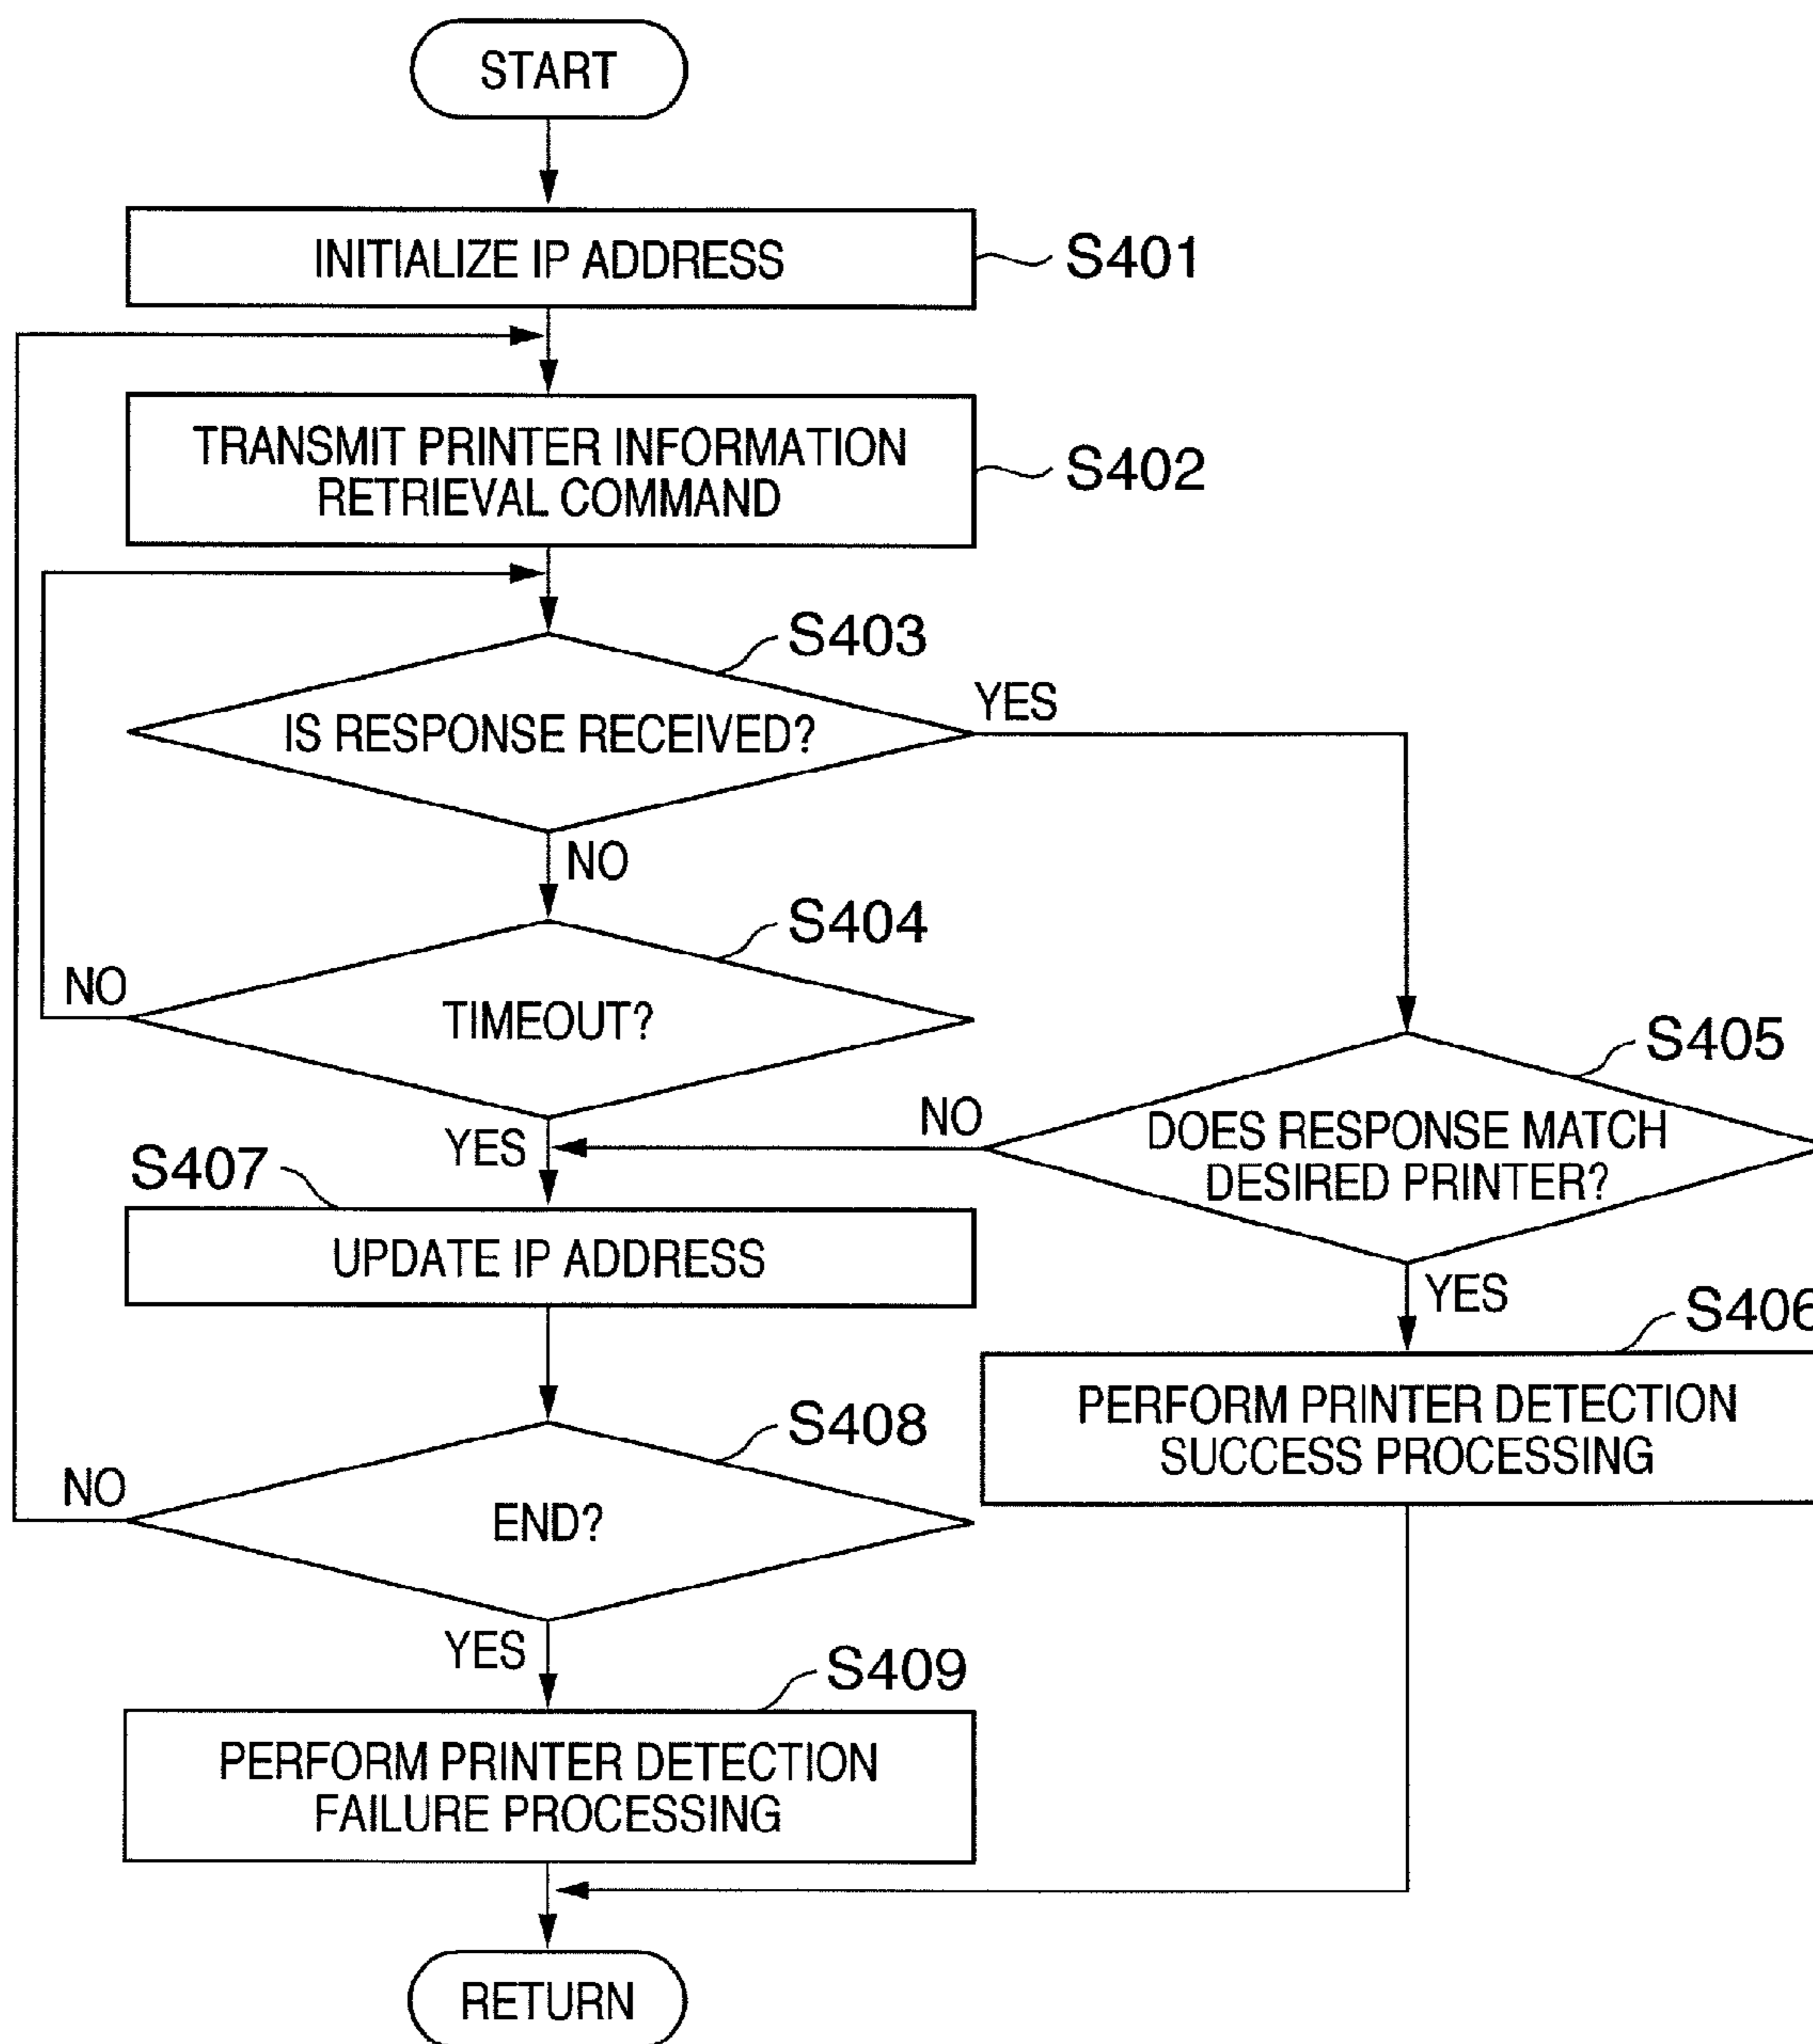 START
INITIALIZE IP ADDRESS
S401
TRANSMIT PRINTER INFORMATION
RETRIEVAL COMMAND
S402
S403
IS RESPONSE RECEIVED?
YES
NO
S404
TIMEOUT?
NO
YES
S405
DOES RESPONSE MATCH
DESIRED PRINTER?
NO
YES
S406
PERFORM PRINTER DETECTION
SUCCESS PROCESSING
S407
UPDATE IP ADDRESS
S408
END?
NO
YES
S409
PERFORM PRINTER DETECTION
FAILURE PROCESSING
RETURN